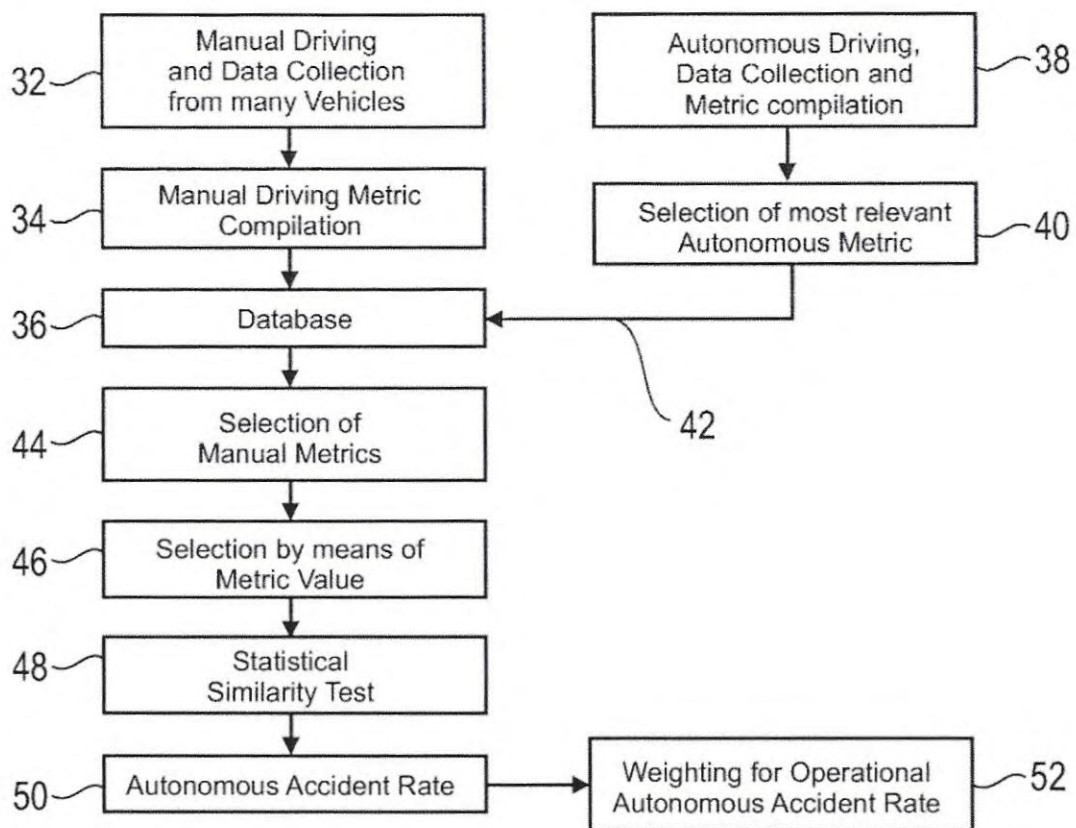 32
Manual Driving
and Data Collection
from many Vehicles
Autonomous Driving,
Data Collection and
Metric compilation
38
34
Manual Driving Metric
Compilation
Selection of most relevant
Autonomous Metric
40
36
Database
42
44
Selection of
Manual Metrics
46
Selection by means of
Metric Value
48
Statistical
Similarity Test
50
Autonomous Accident Rate
Weighting for Operational
Autonomous Accident Rate
52